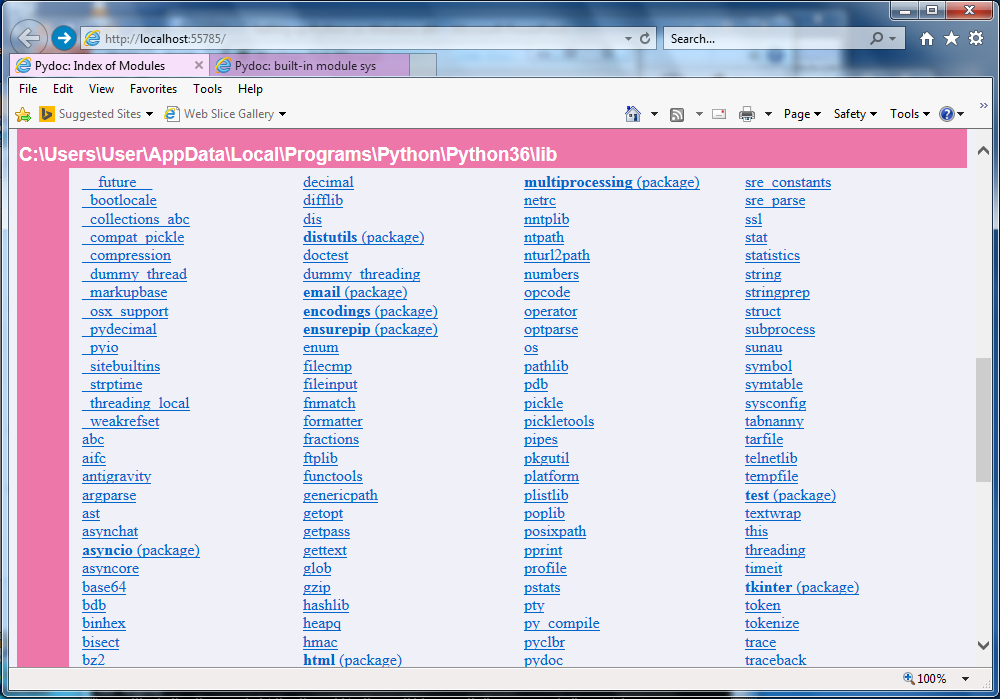 http://localhost:55785/
Search...
Pydoc: Index of Modules
Pydoc: built-in module sys
File Edit View Favorites Tools Help
Suggested Sites Web Slice Gallery Page Safety Tools
C:\Users\User\AppData\Local\Programs\Python\Python36\lib
__future__ decimal multiprocessing (package) sre_constants
_bootlocale difflib netrc sre_parse
_collections_abc dis nntplib ssl
_compat_pickle distutils (package) ntpath stat
_compression doctest nturl2path statistics
_dummy_thread dummy_threading numbers string
_markupbase email (package) opcode stringprep
_osx_support encodings (package) operator struct
_pydecimal ensurepip (package) optparse subprocess
_pyio enum os sunau
_sitebuiltins filecmp pathlib symbol
_strptime fileinput pdb symtable
_threading_local fnmatch pickle sysconfig
_weakrefset formatter pickletools tabnanny
abc fractions pipes tarfile
aifc ftplib pkgutil telnetlib
antigravity functools platform tempfile
argparse genericpath plistlib test (package)
ast getopt poplib textwrap
asynchat getpass posixpath this
asyncio (package) gettext pprint threading
asyncore glob profile timeit
base64 gzip pstats tkinter (package)
bdb hashlib pty token
binhex heapq py_compile tokenize
bisect hmac pyclbr trace
bz2 html (package) pydoc traceback
100%